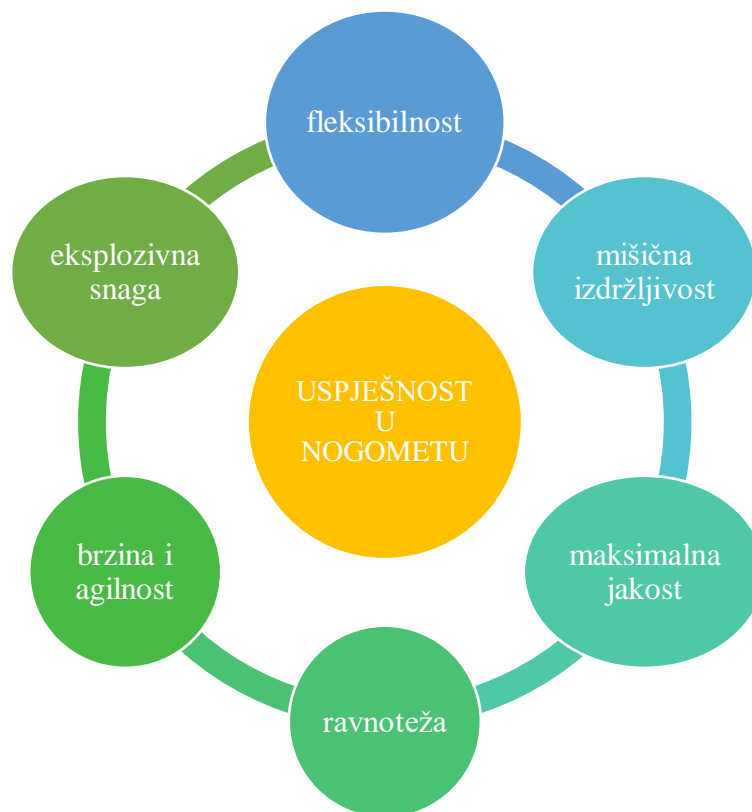 fleksibilnost
mišična
izdržljivost
maksimalna
jakost
ravnoteža
brzina i
agilnost
eksplozivna
snaga
USPJEŠNOST
U
NOGOMETU